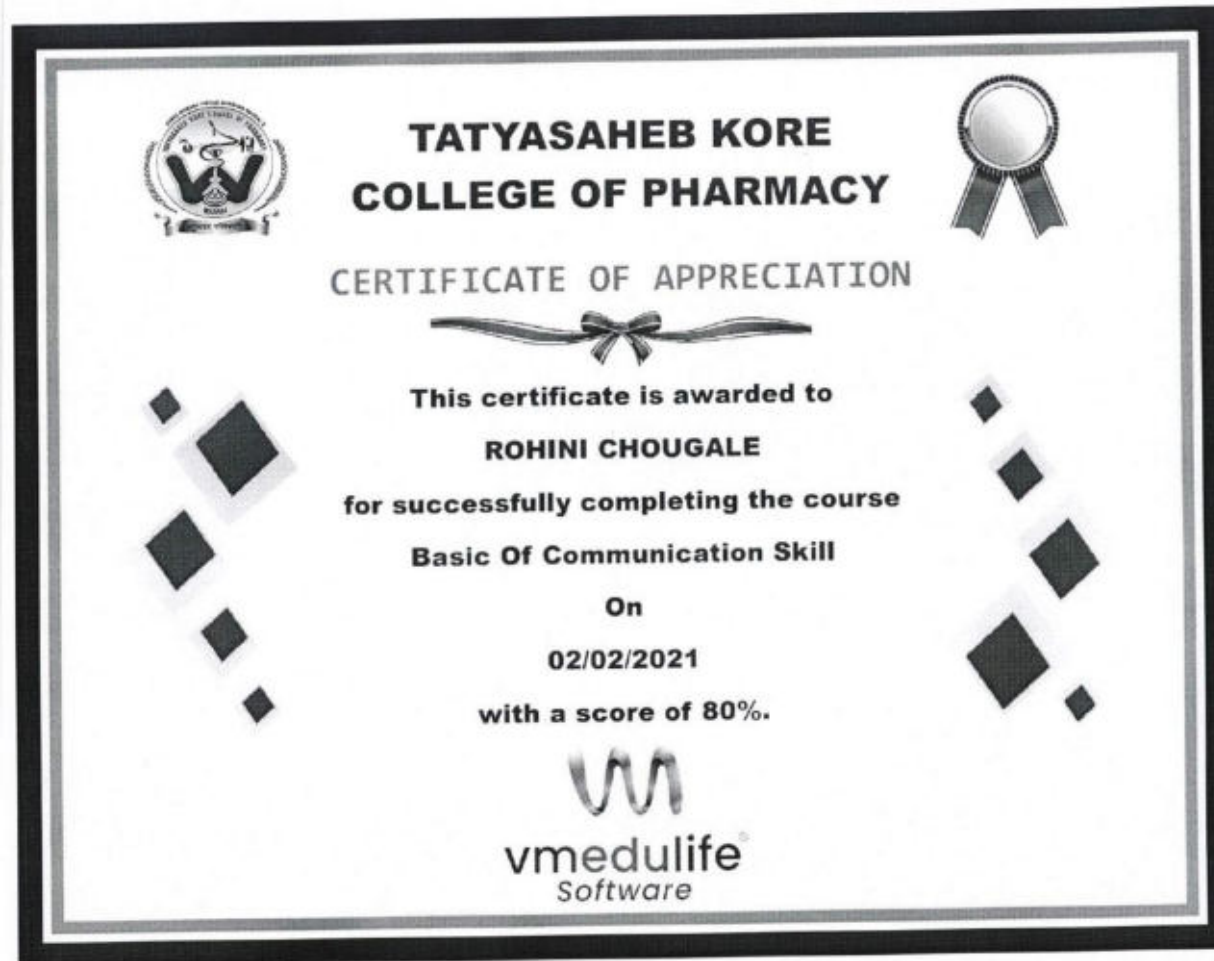 TATYASAHEB KORE
COLLEGE OF PHARMACY
CERTIFICATE OF APPRECIATION
This certificate is awarded to
ROHINI CHOUGALE
for successfully completing the course
Basic Of Communication Skill
On
02/02/2021
with a score of 80%.
vmedulife
Software